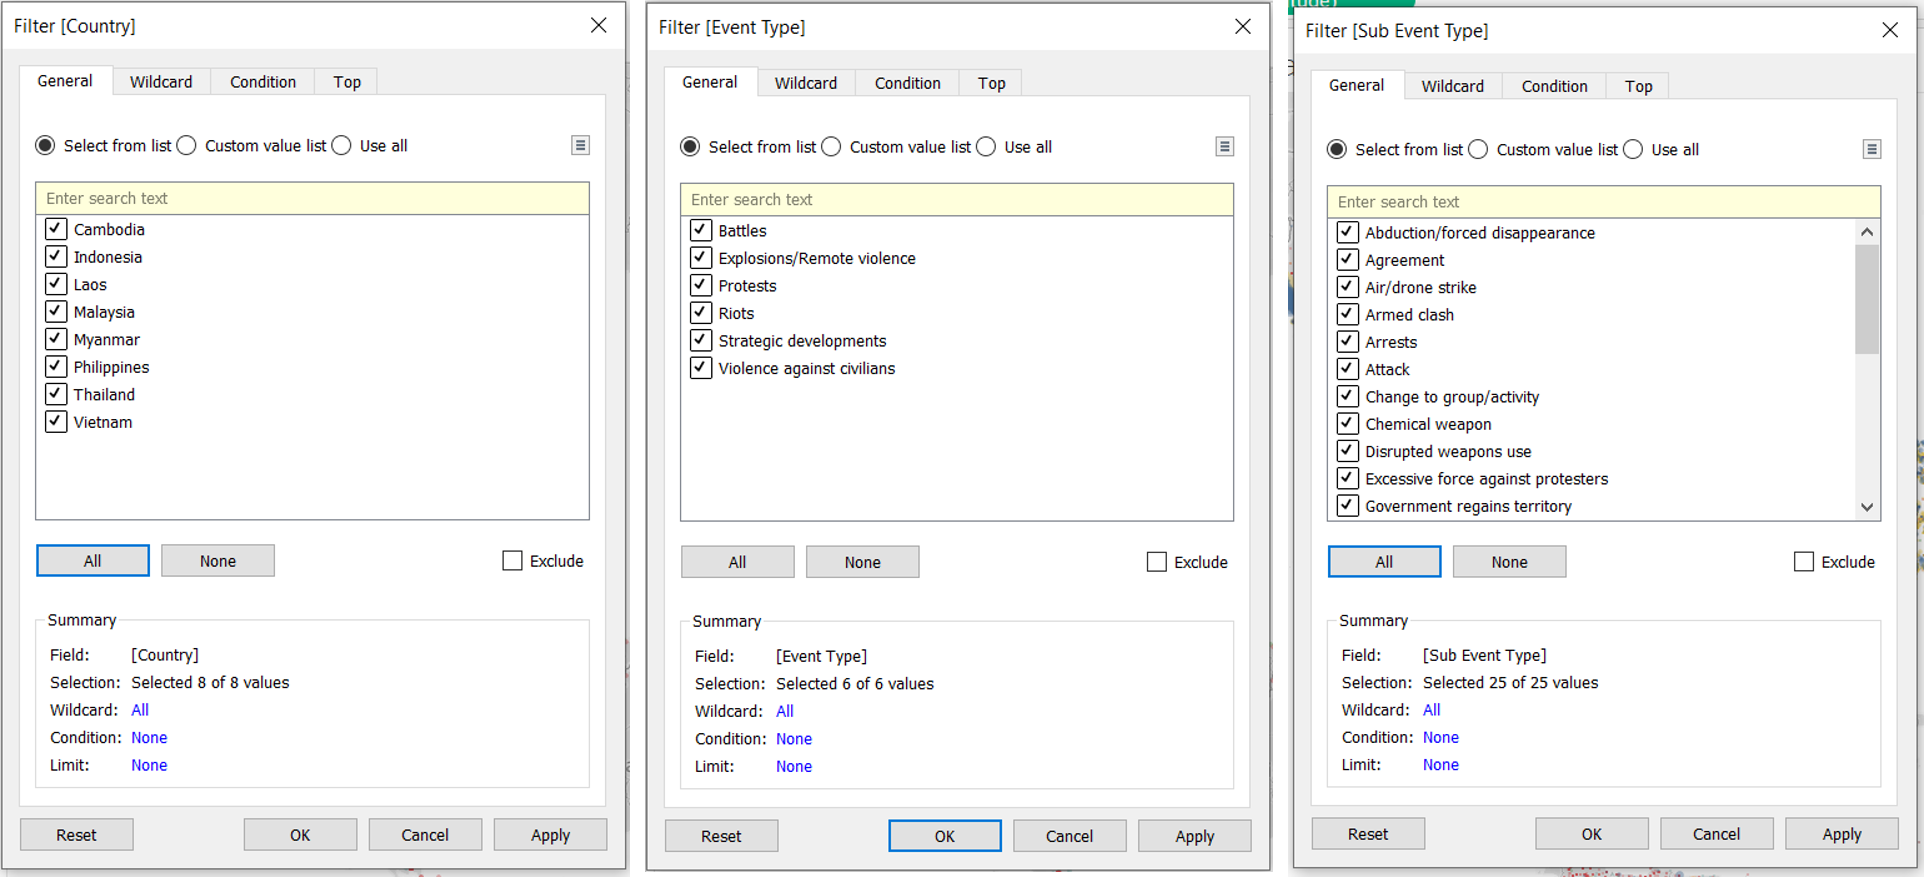 Filter [Country]
General Wildcard Condition Top
Select from list Custom value list Use all
Enter search text
Cambodia
Indonesia
Laos
Malaysia
Myanmar
Philippines
Thailand
Vietnam
All None Exclude
Summary
Field: [Country]
Selection: Selected 8 of 8 values
Wildcard: All
Condition: None
Limit: None
Reset OK Cancel Apply
Filter [Event Type]
General Wildcard Condition Top
Select from list Custom value list Use all
Enter search text
Battles
Explosions/Remote violence
Protests
Riots
Strategic developments
Violence against civilians
All None Exclude
Summary
Field: [Event Type]
Selection: Selected 6 of 6 values
Wildcard: All
Condition: None
Limit: None
Reset OK Cancel Apply
Filter [Sub Event Type]
General Wildcard Condition Top
Select from list Custom value list Use all
Enter search text
Abduction/forced disappearance
Agreement
Air/drone strike
Armed clash
Arrests
Attack
Change to group/activity
Chemical weapon
Disrupted weapons use
Excessive force against protesters
Government regains territory
All None Exclude
Summary
Field: [Sub Event Type]
Selection: Selected 25 of 25 values
Wildcard: All
Condition: None
Limit: None
Reset OK Cancel Apply